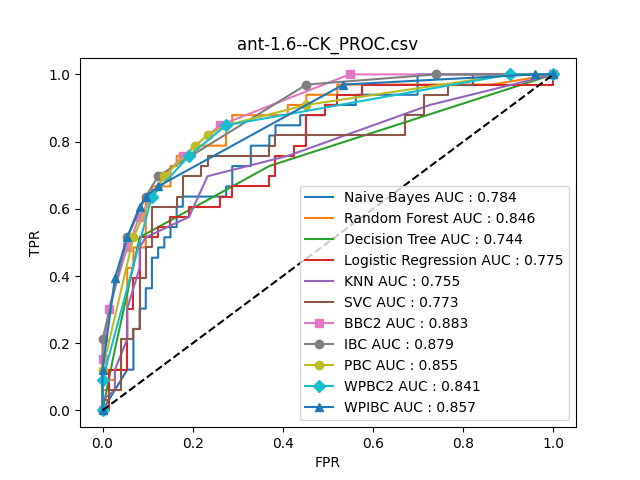 ant-1.6--CK_PROC.csv
1.0
0.8
0.6
0.4
0.2
0.0
TPR
Naive Bayes AUC : 0.784
Random Forest AUC : 0.846
Decision Tree AUC : 0.744
Logistic Regression AUC : 0.775
KNN AUC : 0.755
SVC AUC : 0.773
BBC2 AUC : 0.883
IBC AUC : 0.879
PBC AUC : 0.855
WPBC2 AUC : 0.841
WPIBC AUC : 0.857
0.0 0.2 0.4 0.6 0.8 1.0
FPR